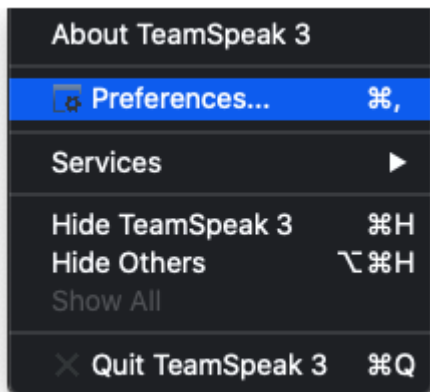 About TeamSpeak 3
Preferences... ⌘,
Services ▶
Hide TeamSpeak 3 ⌘H
Hide Others ⌥⌘H
Show All
Quit TeamSpeak 3 ⌘Q